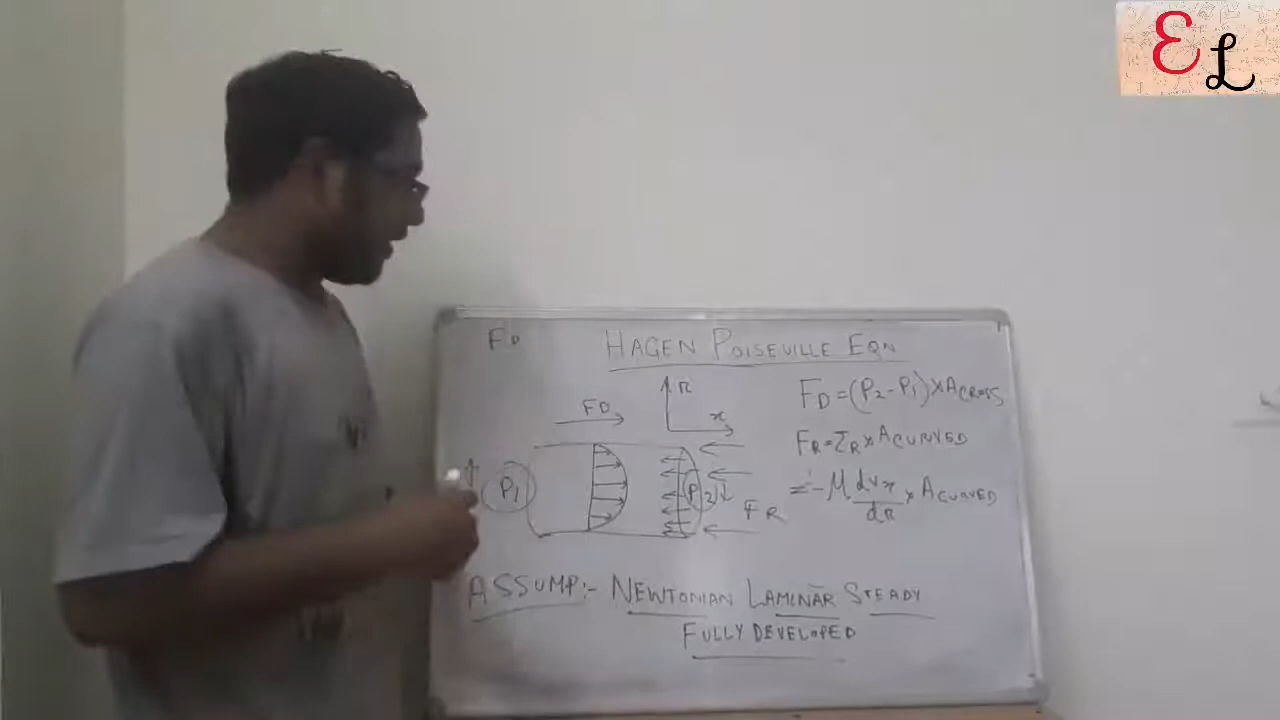 EL
FD
HAGEN POISEVILLE EQN
R
FD
x
P1
P2
FR
FD = (P2 - P1) x ACROSS
FR = τR x ACURVED
= - μ dvx/dR x ACURVED
ASSUMP:- NEWTONIAN LAMINAR STEADY
FULLY DEVELOPED